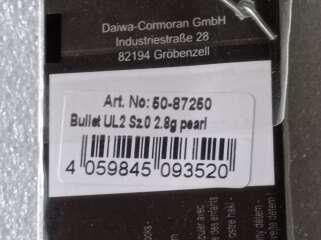 Daiwa-Cormoran GmbH
Industriestraße 28
82194 Gröbenzell
Art. No: 50-87250
Bullet UL2 Sz.0 2.8g pearl
4 059845 093520